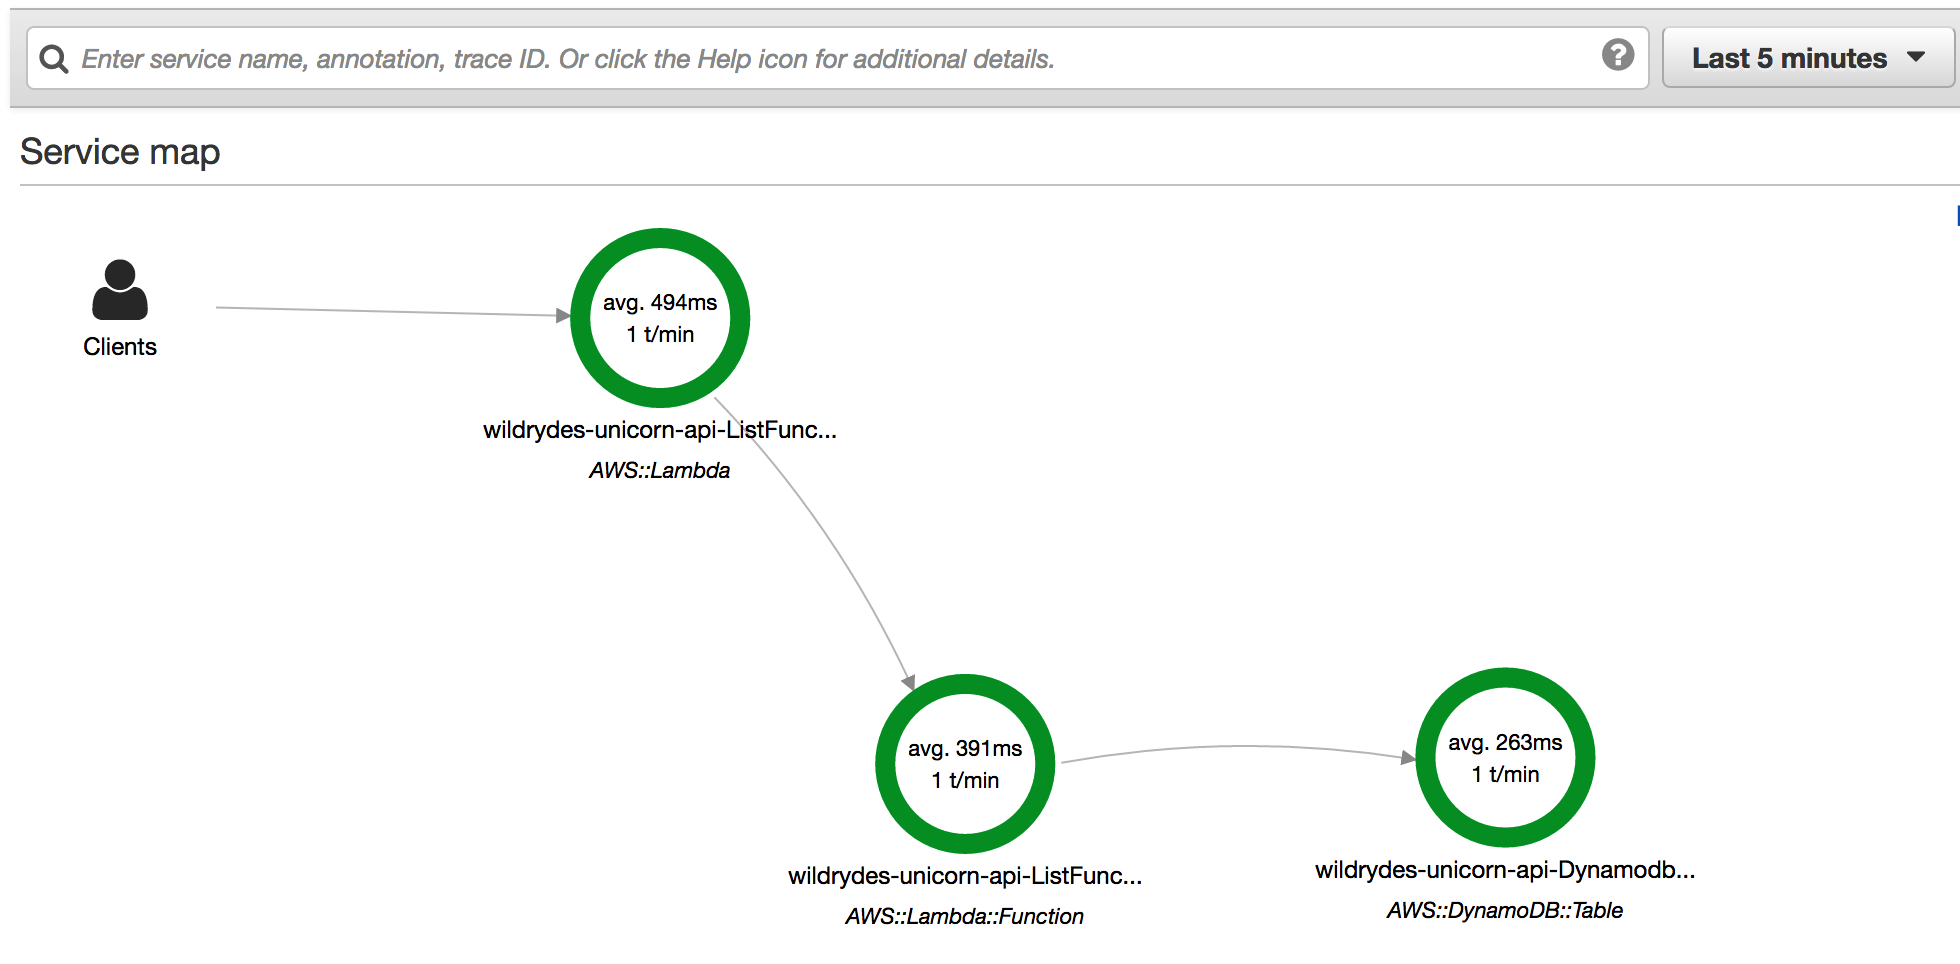 Enter service name, annotation, trace ID. Or click the Help icon for additional details.
?
Last 5 minutes
Service map
Clients
avg. 494ms
1 t/min
wildrydes-unicorn-api-ListFunc...
AWS::Lambda
avg. 391ms
1 t/min
wildrydes-unicorn-api-ListFunc...
AWS::Lambda::Function
avg. 263ms
1 t/min
wildrydes-unicorn-api-Dynamodb...
AWS::DynamoDB::Table